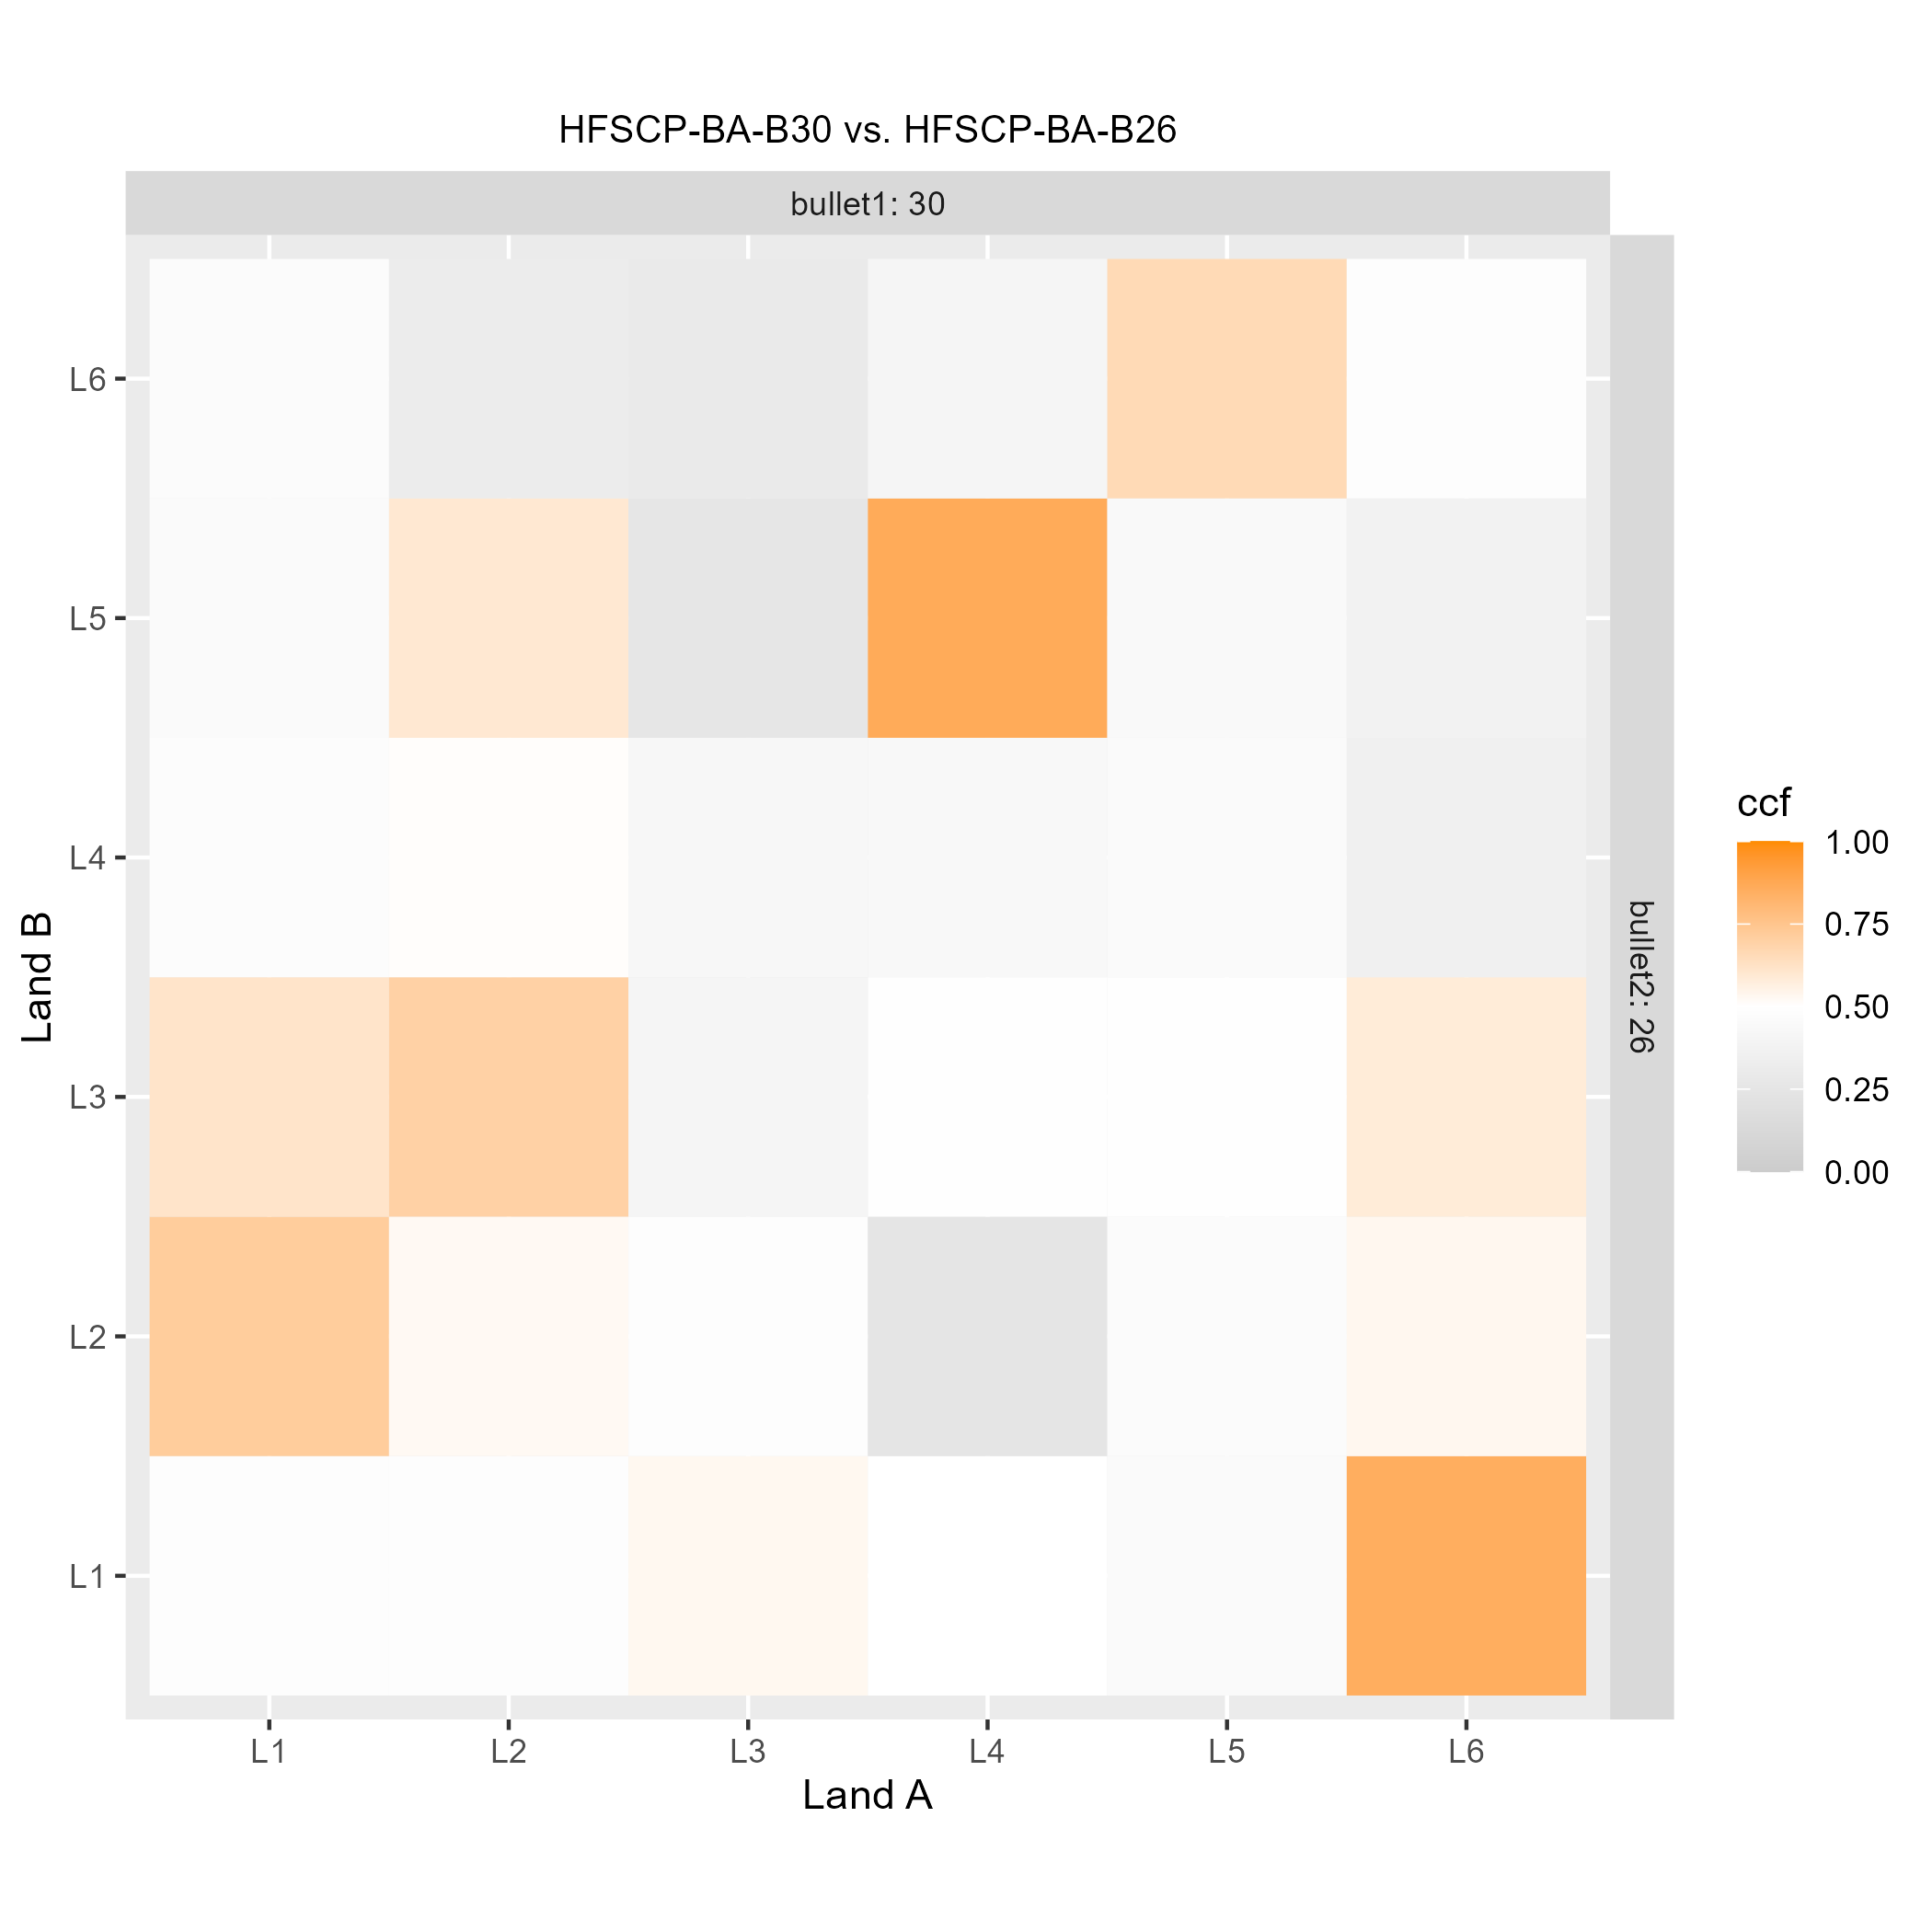 HFSCP-BA-B30 vs. HFSCP-BA-B26
bullet1: 30
L6
L5
L4
L3
L2
L1
Land B
bullet2: 26
L1 L2 L3 L4 L5 L6
Land A
ccf
1.00
0.75
0.50
0.25
0.00